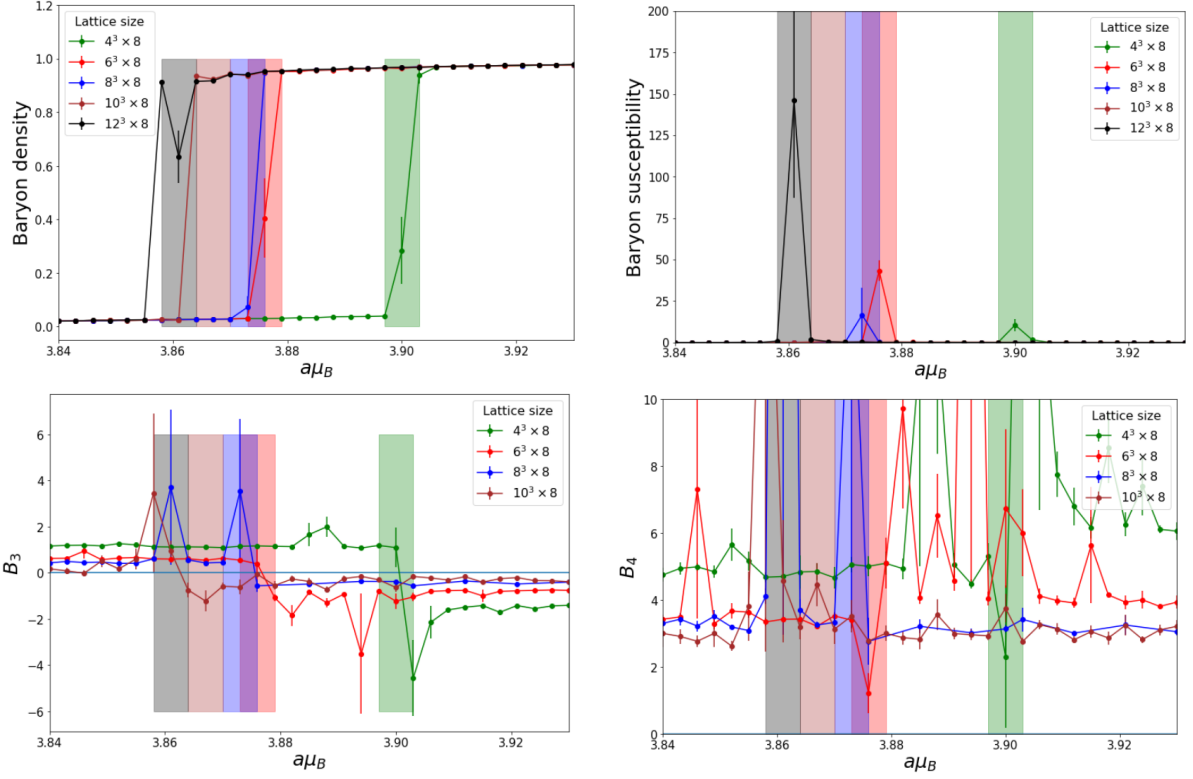 Baryon density
1.2
1.0
0.8
0.6
0.4
0.2
0.0
Lattice size
4³ × 8
6³ × 8
8³ × 8
10³ × 8
12³ × 8
3.84 3.86 3.88 3.90 3.92
aμ_B
Baryon susceptibility
200
175
150
125
100
75
50
25
0
Lattice size
4³ × 8
6³ × 8
8³ × 8
10³ × 8
12³ × 8
3.84 3.86 3.88 3.90 3.92
aμ_B
B₃
6
4
2
0
−2
−4
−6
Lattice size
4³ × 8
6³ × 8
8³ × 8
10³ × 8
3.84 3.86 3.88 3.90 3.92
aμ_B
B₄
10
8
6
4
2
0
Lattice size
4³ × 8
6³ × 8
8³ × 8
10³ × 8
3.84 3.86 3.88 3.90 3.92
aμ_B